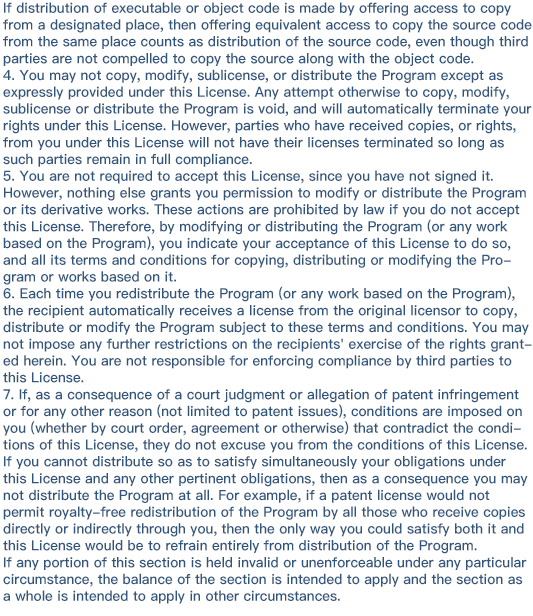 If distribution of executable or object code is made by offering access to copy
from a designated place, then offering equivalent access to copy the source code
from the same place counts as distribution of the source code, even though third
parties are not compelled to copy the source along with the object code.
4. You may not copy, modify, sublicense, or distribute the Program except as
expressly provided under this License. Any attempt otherwise to copy, modify,
sublicense or distribute the Program is void, and will automatically terminate your
rights under this License. However, parties who have received copies, or rights,
from you under this License will not have their licenses terminated so long as
such parties remain in full compliance.
5. You are not required to accept this License, since you have not signed it.
However, nothing else grants you permission to modify or distribute the Program
or its derivative works. These actions are prohibited by law if you do not accept
this License. Therefore, by modifying or distributing the Program (or any work
based on the Program), you indicate your acceptance of this License to do so,
and all its terms and conditions for copying, distributing or modifying the Pro-
gram or works based on it.
6. Each time you redistribute the Program (or any work based on the Program),
the recipient automatically receives a license from the original licensor to copy,
distribute or modify the Program subject to these terms and conditions. You may
not impose any further restrictions on the recipients' exercise of the rights grant-
ed herein. You are not responsible for enforcing compliance by third parties to
this License.
7. If, as a consequence of a court judgment or allegation of patent infringement
or for any other reason (not limited to patent issues), conditions are imposed on
you (whether by court order, agreement or otherwise) that contradict the condi-
tions of this License, they do not excuse you from the conditions of this License.
If you cannot distribute so as to satisfy simultaneously your obligations under
this License and any other pertinent obligations, then as a consequence you may
not distribute the Program at all. For example, if a patent license would not
permit royalty-free redistribution of the Program by all those who receive copies
directly or indirectly through you, then the only way you could satisfy both it and
this License would be to refrain entirely from distribution of the Program.
If any portion of this section is held invalid or unenforceable under any particular
circumstance, the balance of the section is intended to apply and the section as
a whole is intended to apply in other circumstances.